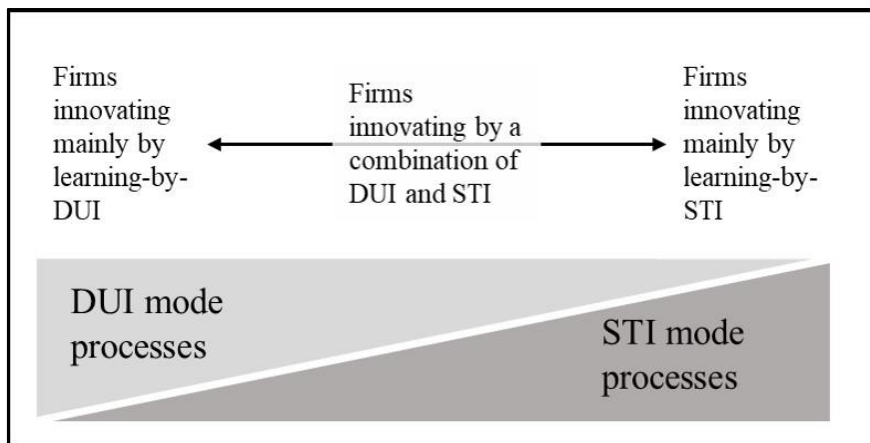 Firms
innovating
mainly by
learning-by-
DUI
Firms
innovating by a
combination of
DUI and STI
Firms
innovating
mainly by
learning-by-
STI
DUI mode
processes
STI mode
processes